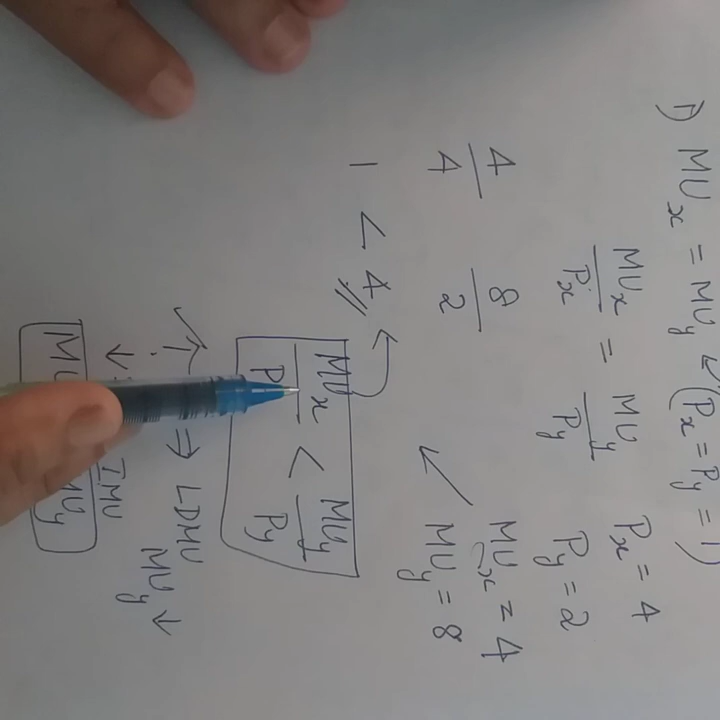 1) MUx = MUy ↙ (Px = Py = 1)
MUx/Px = MUy/Py Px = 4
Py = 2
4/4 8/2 MUx = 4
MUy = 8
1 < 4
MUx/P < MUy/Py
↑ ⇒ LDMU
MUy ↓
↓